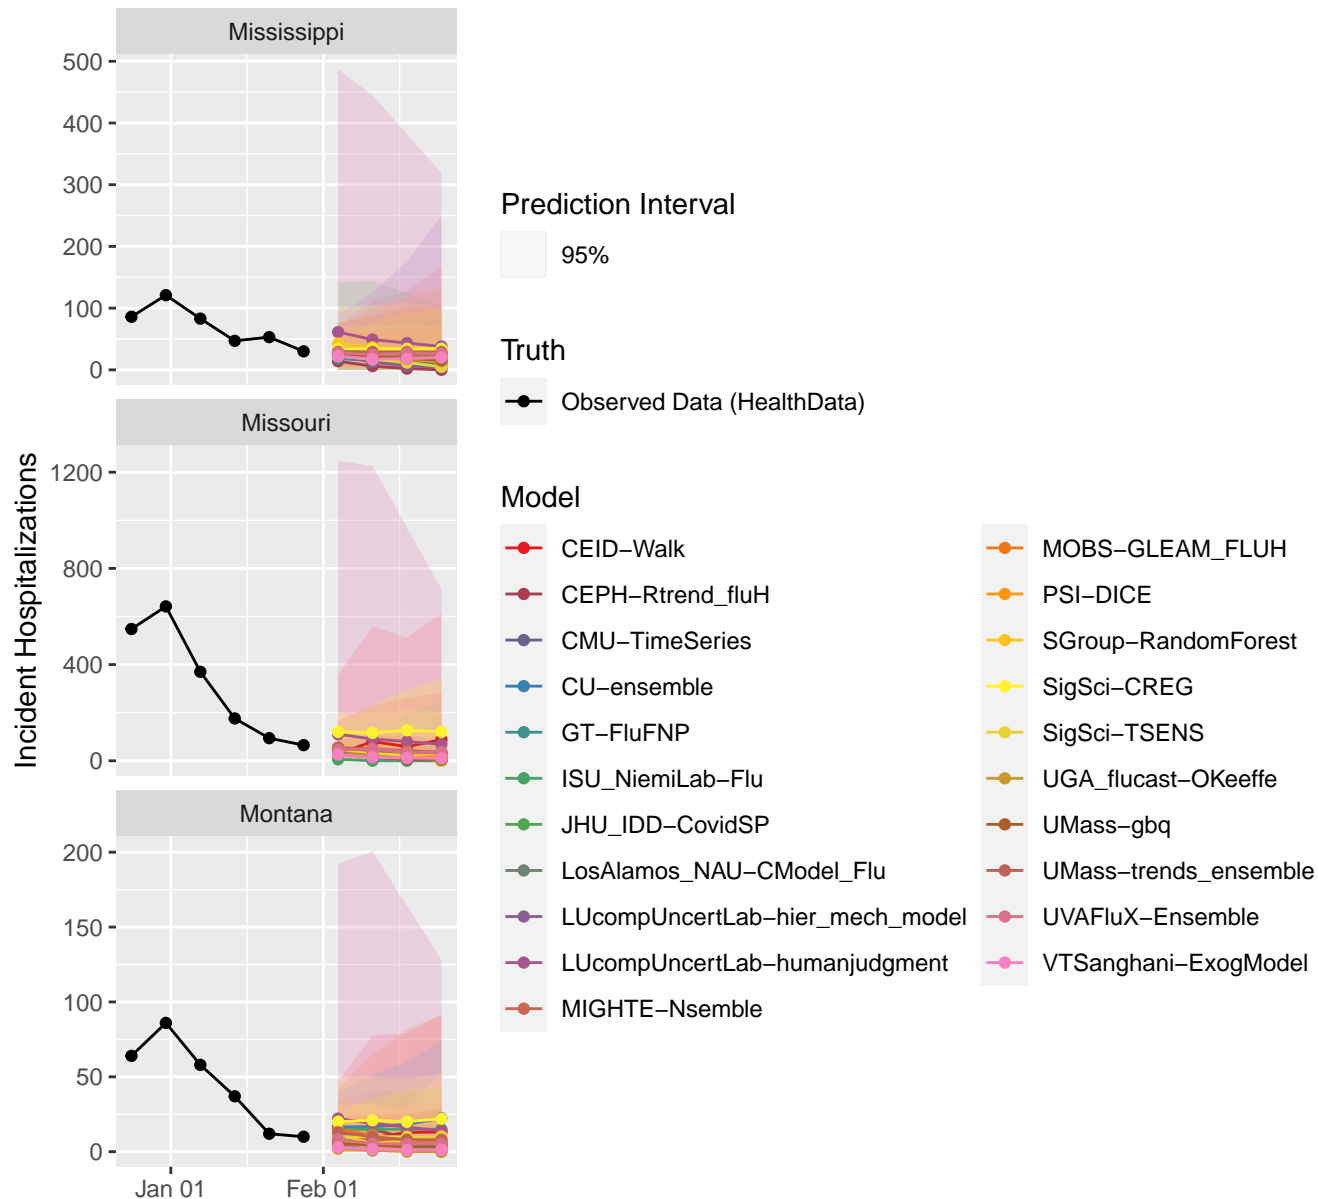 Mississippi
500
400
300
200
100
0
Missouri
1200
800
400
0
Montana
200
150
100
50
0
Jan 01
Feb 01
Incident Hospitalizations
Prediction Interval
95%
Truth
Observed Data (HealthData)
Model
CEID−Walk
CEPH−Rtrend_fluH
CMU−TimeSeries
CU−ensemble
GT−FluFNP
ISU_NiemiLab−Flu
JHU_IDD−CovidSP
LosAlamos_NAU−CModel_Flu
LUcompUncertLab−hier_mech_model
LUcompUncertLab−humanjudgment
MIGHTE−Nsemble
MOBS−GLEAM_FLUH
PSI−DICE
SGroup−RandomForest
SigSci−CREG
SigSci−TSENS
UGA_flucast−OKeeffe
UMass−gbq
UMass−trends_ensemble
UVAFluX−Ensemble
VTSanghani−ExogModel